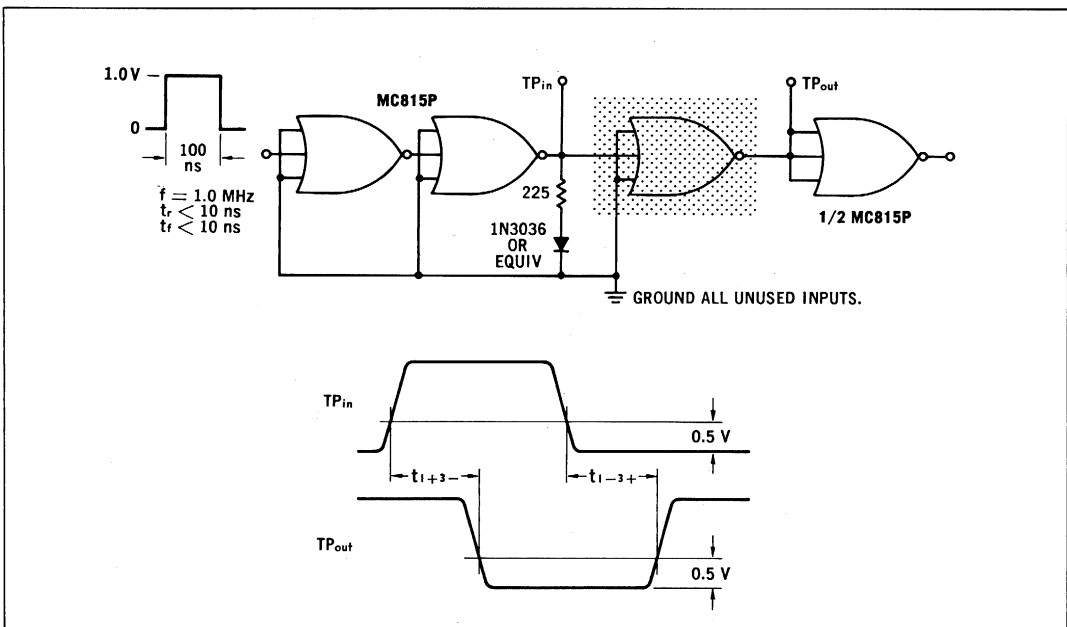 1.0 V
0
100
ns
f = 1.0 MHz
tr < 10 ns
tf < 10 ns
MC815P
TPin
225
1N3036
OR
EQUIV
TPout
1/2 MC815P
GROUND ALL UNUSED INPUTS.
TPin
0.5 V
t1+3-
t1-3+
TPout
0.5 V